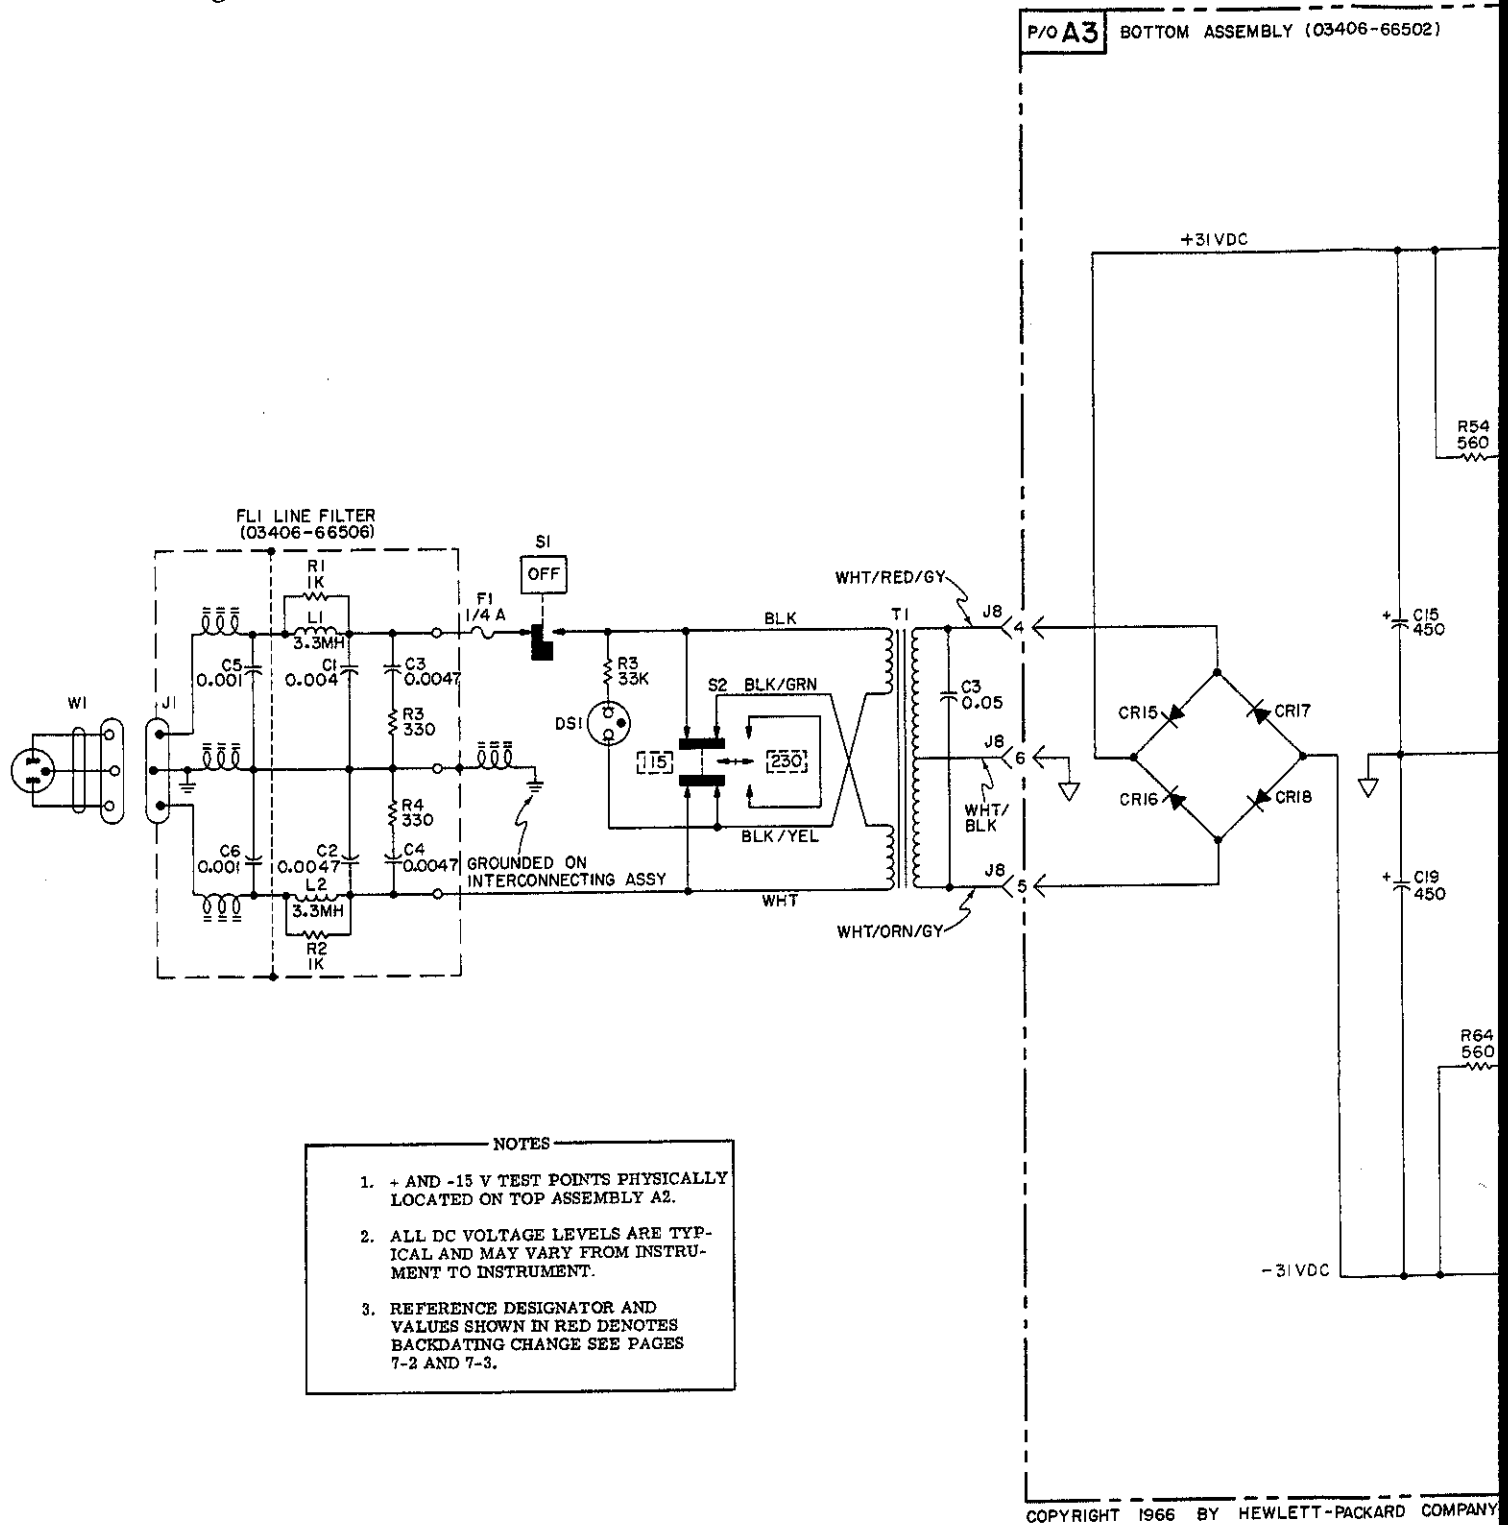 P/O A3 BOTTOM ASSEMBLY (03406-66502)
+31VDC
R54
560
FL1 LINE FILTER
(03406-66506)
R1
1K
L1
3.3MH
C5
0.001
C1
0.004
C3
0.0047
R3
330
W1
J1
R4
330
C6
0.001
C2
0.0047
C4
0.0047
L2
3.3MH
R2
1K
F1
1/4 A
S1
OFF
GROUNDED ON
INTERCONNECTING ASSY
R3
33K
DS1
BLK
S2 BLK/GRN
115
230
BLK/YEL
WHT
T1
WHT/RED/GY
J8
4
C3
0.05
J8
6
WHT/
BLK
J8
5
WHT/ORN/GY
CR15
CR17
CR16
CR18
+ C15
450
+ C19
450
R64
560
-31VDC
NOTES
1. + AND -15 V TEST POINTS PHYSICALLY
LOCATED ON TOP ASSEMBLY A2.
2. ALL DC VOLTAGE LEVELS ARE TYP-
ICAL AND MAY VARY FROM INSTRU-
MENT TO INSTRUMENT.
3. REFERENCE DESIGNATOR AND
VALUES SHOWN IN RED DENOTES
BACKDATING CHANGE SEE PAGES
7-2 AND 7-3.
COPYRIGHT 1966 BY HEWLETT-PACKARD COMPANY